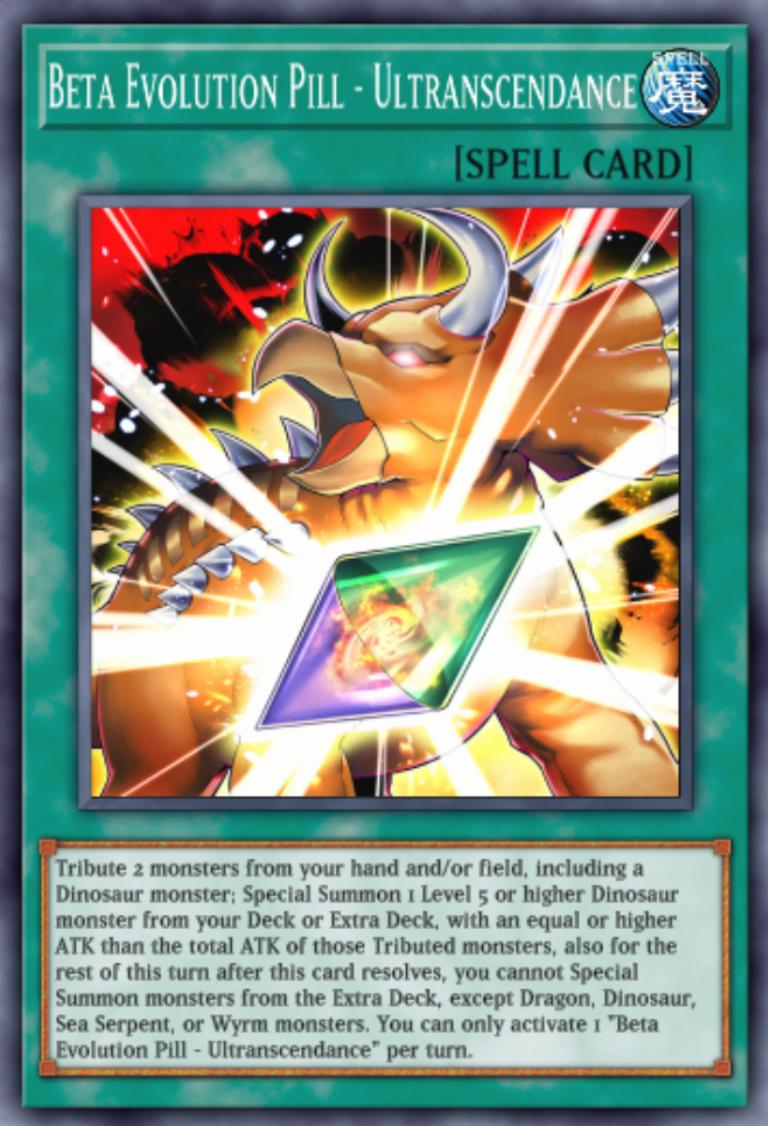 BETA EVOLUTION PILL - ULTRANSCENDANCE
SPELL
魔
[SPELL CARD]
Tribute 2 monsters from your hand and/or field, including a
Dinosaur monster; Special Summon 1 Level 5 or higher Dinosaur
monster from your Deck or Extra Deck, with an equal or higher
ATK than the total ATK of those Tributed monsters, also for the
rest of this turn after this card resolves, you cannot Special
Summon monsters from the Extra Deck, except Dragon, Dinosaur,
Sea Serpent, or Wyrm monsters. You can only activate 1 "Beta
Evolution Pill - Ultranscendance" per turn.